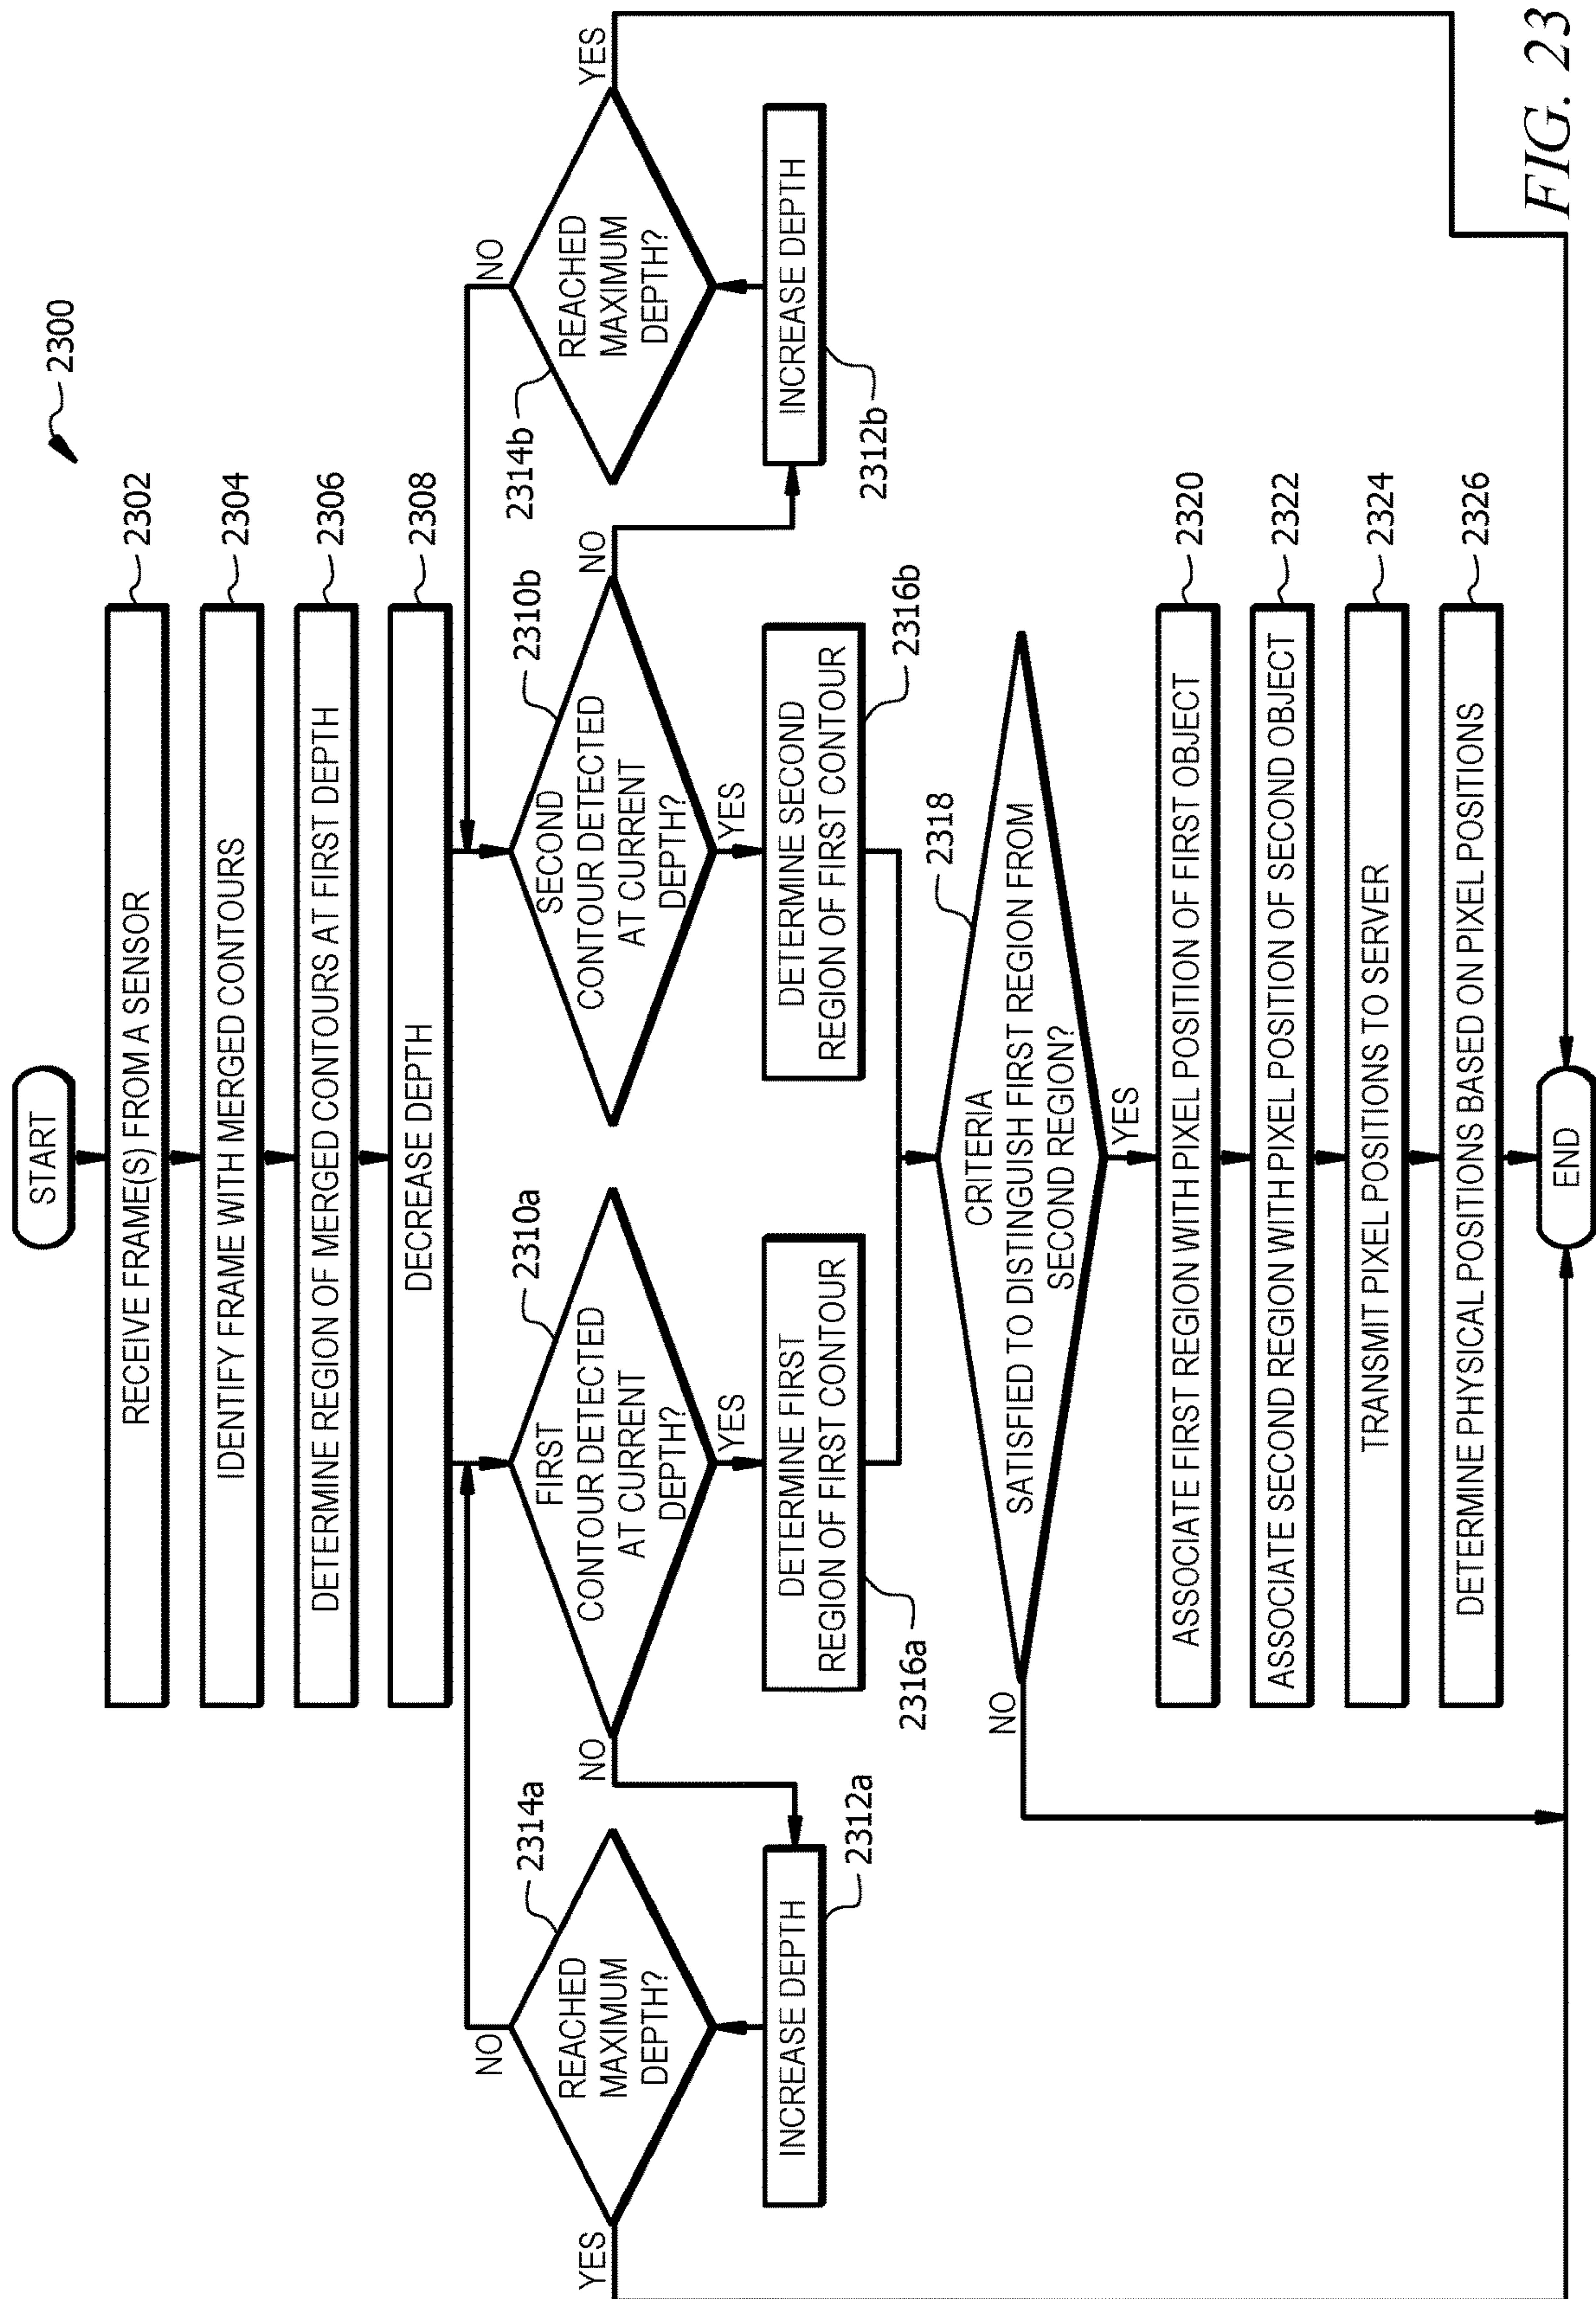 2300
START
RECEIVE FRAME(S) FROM A SENSOR
2302
IDENTIFY FRAME WITH MERGED CONTOURS
2304
DETERMINE REGION OF MERGED CONTOURS AT FIRST DEPTH
2306
DECREASE DEPTH
2308
NO
REACHED
MAXIMUM
DEPTH?
2314a
YES
FIRST
CONTOUR DETECTED
AT CURRENT
DEPTH?
2310a
NO
YES
SECOND
CONTOUR DETECTED
AT CURRENT
DEPTH?
2310b
NO
YES
NO
REACHED
MAXIMUM
DEPTH?
2314b
YES
INCREASE DEPTH
2312a
DETERMINE FIRST
REGION OF FIRST CONTOUR
2316a
DETERMINE SECOND
REGION OF FIRST CONTOUR
2316b
INCREASE DEPTH
2312b
CRITERIA
SATISFIED TO DISTINGUISH FIRST REGION FROM
SECOND REGION?
2318
NO
YES
ASSOCIATE FIRST REGION WITH PIXEL POSITION OF FIRST OBJECT
2320
ASSOCIATE SECOND REGION WITH PIXEL POSITION OF SECOND OBJECT
2322
TRANSMIT PIXEL POSITIONS TO SERVER
2324
DETERMINE PHYSICAL POSITIONS BASED ON PIXEL POSITIONS
2326
END
FIG. 23